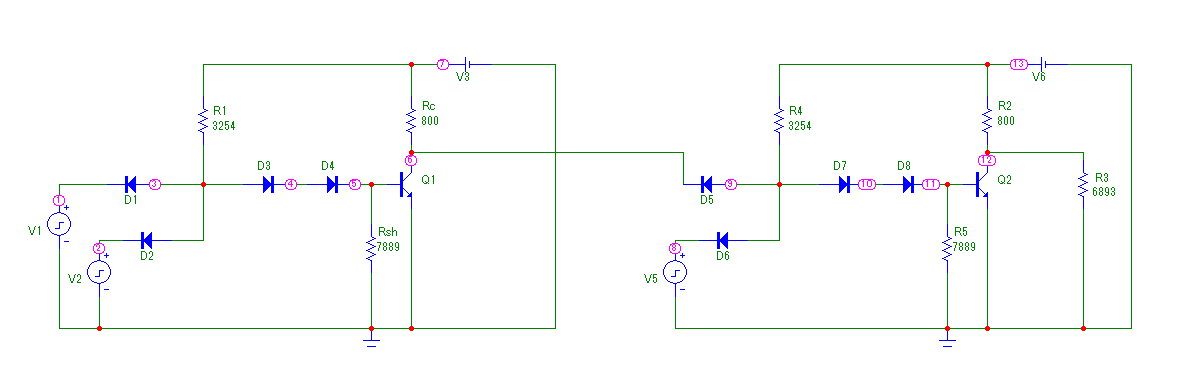 7
V3
13
V6
R1
3254
Rc
800
R4
3254
R2
800
D3
D4
6
Q1
D7
D8
12
Q2
3
D1
4
5
9
D5
10
11
R3
6893
1
+
V1
-
2
+
D2
V2
-
Rsh
7889
8
+
D6
V5
-
R5
7889